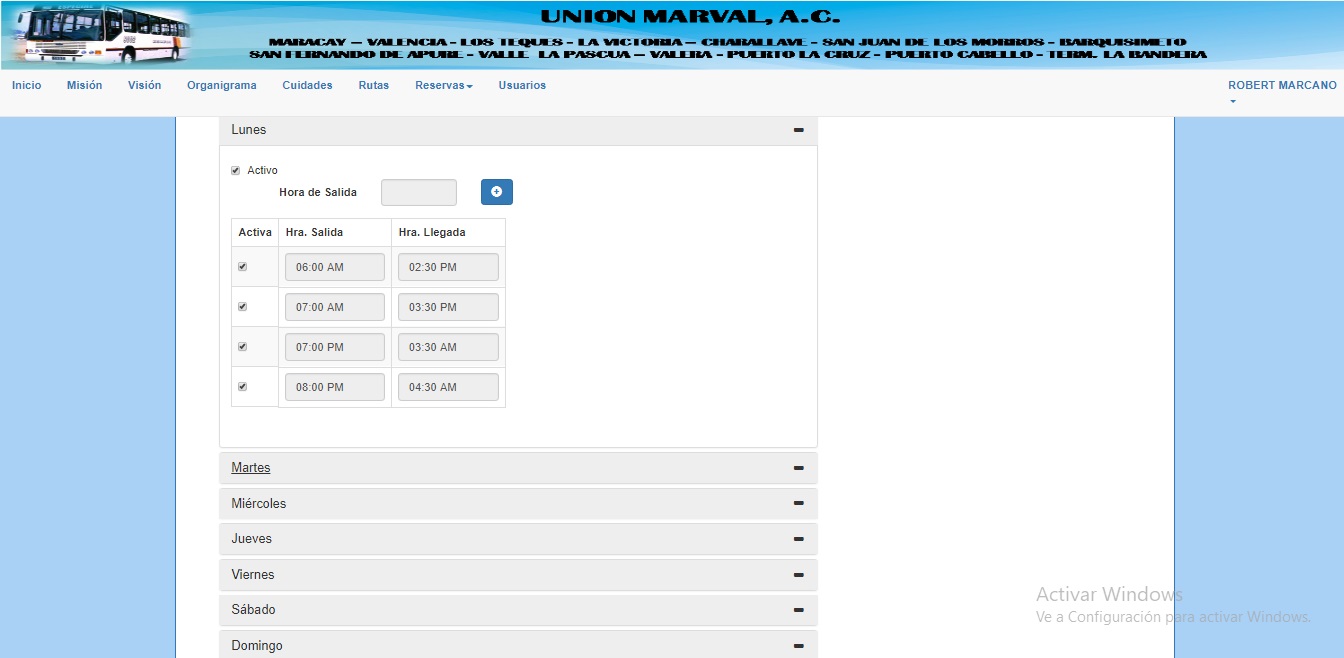 UNION MARVAL, A.C.
MARACAY – VALENCIA - LOS TEQUES - LA VICTORIA – CHARALLAVE - SAN JUAN DE LOS MORROS - BARQUISIMETO
SAN FERNANDO DE APURE - VALLE LA PASCUA – VALERA - PUERTO LA CRUZ - PUERTO CABELLO - TERM. LA BANDERA
Inicio Misión Visión Organigrama Cuidades Rutas Reservas Usuarios ROBERT MARCANO
Lunes
Activo
Hora de Salida
Activa Hra. Salida Hra. Llegada
06:00 AM 02:30 PM
07:00 AM 03:30 PM
07:00 PM 03:30 AM
08:00 PM 04:30 AM
Martes
Miércoles
Jueves
Viernes
Sábado
Domingo
Activar Windows
Ve a Configuración para activar Windows.